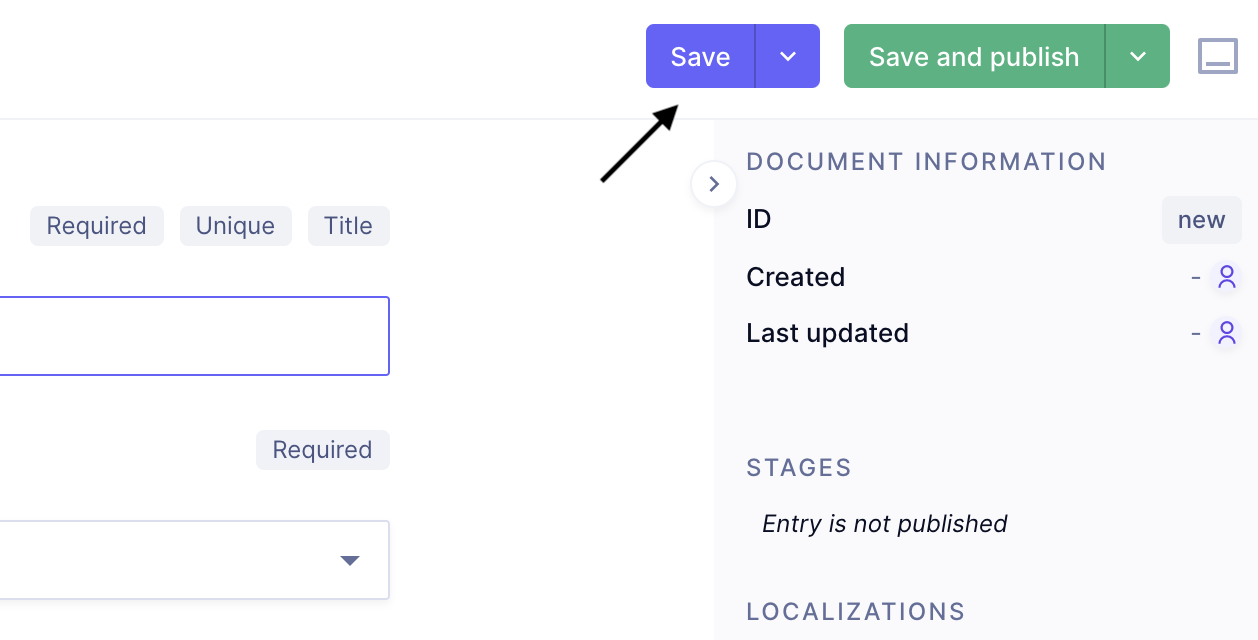 Save
Save and publish
DOCUMENT INFORMATION
Required Unique Title
ID new
Created -
Last updated -
Required
STAGES
Entry is not published
LOCALIZATIONS